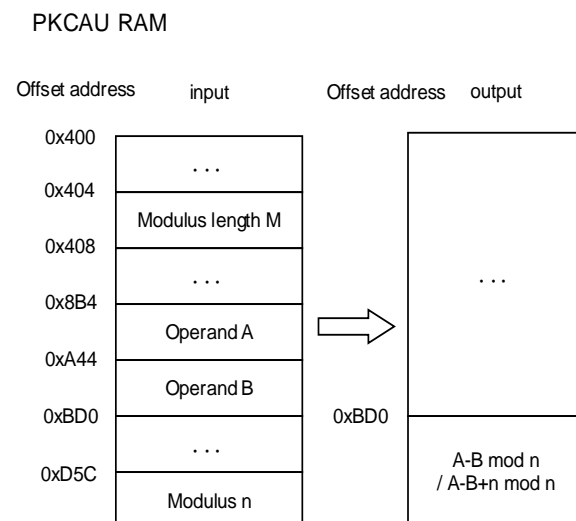 PKCAU RAM
Offset address input Offset address output
0x400
. . .
0x404
Modulus length M
0x408
. . .
. . .
0x8B4
Operand A
0xA44
Operand B
0xBD0 0xBD0
. . .
A-B mod n
0xD5C
/ A-B+n mod n
Modulus n